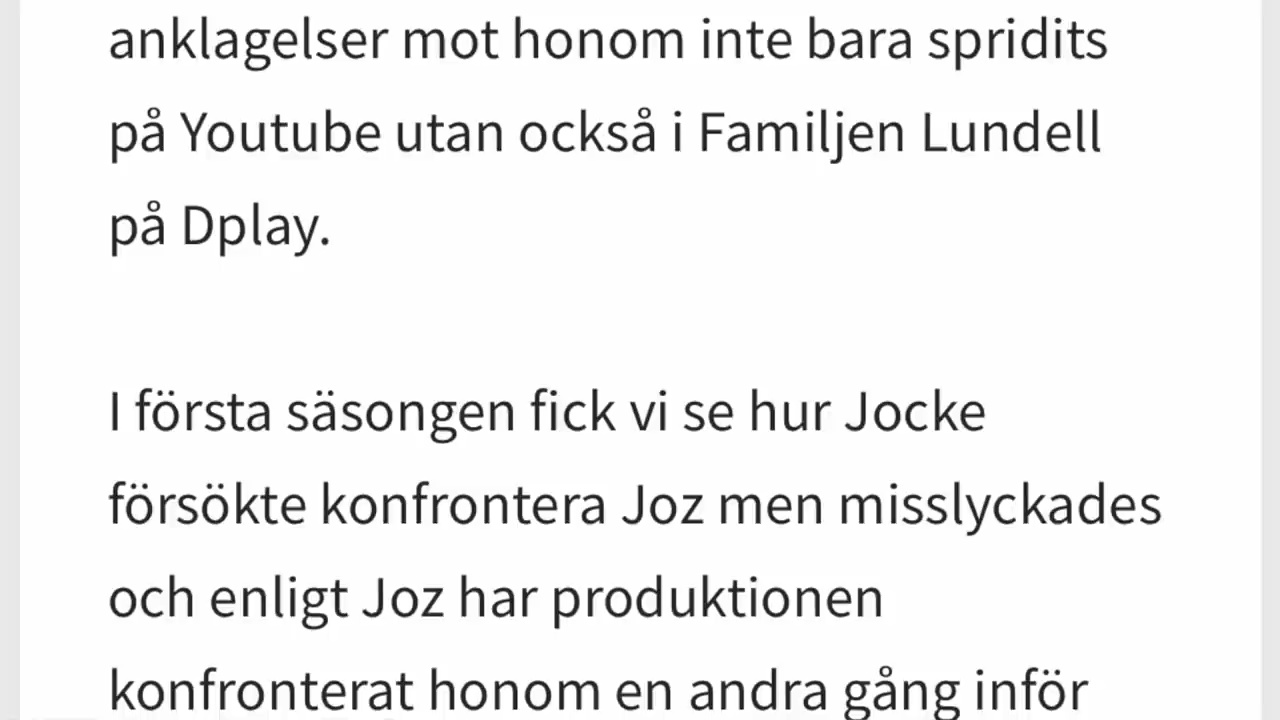 anklagelser mot honom inte bara spridits
på Youtube utan också i Familjen Lundell
på Dplay.
I första säsongen fick vi se hur Jocke
försökte konfrontera Joz men misslyckades
och enligt Joz har produktionen
konfronterat honom en andra gång inför